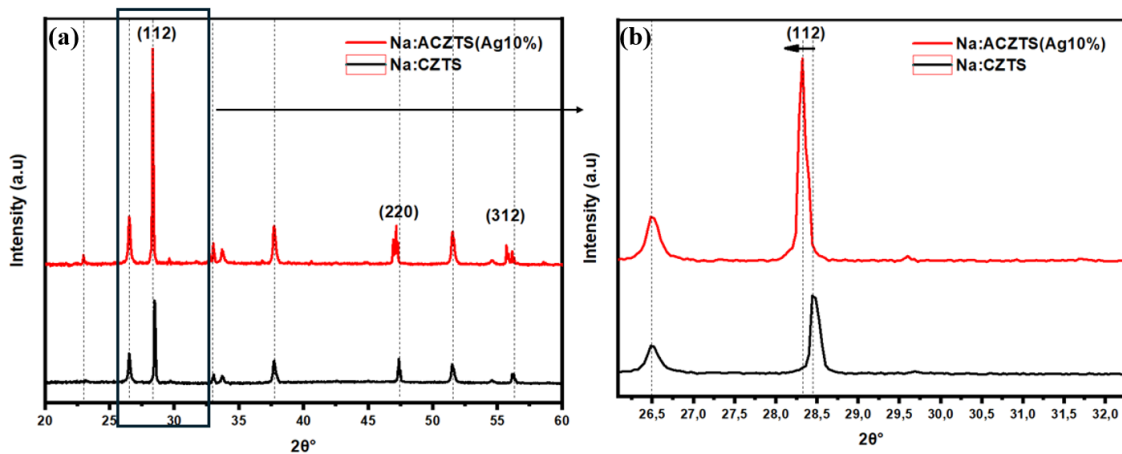 (a)
(112)
Na:ACZTS(Ag10%)
Na:CZTS
(220)
(312)
Intensity (a.u)
20 25 30 35 40 45 50 55 60
2θ°
(b)
(112)
Na:ACZTS(Ag10%)
Na:CZTS
Intensity (a.u)
26,5 27,0 27,5 28,0 28,5 29,0 29,5 30,0 30,5 31,0 31,5 32,0
2θ°